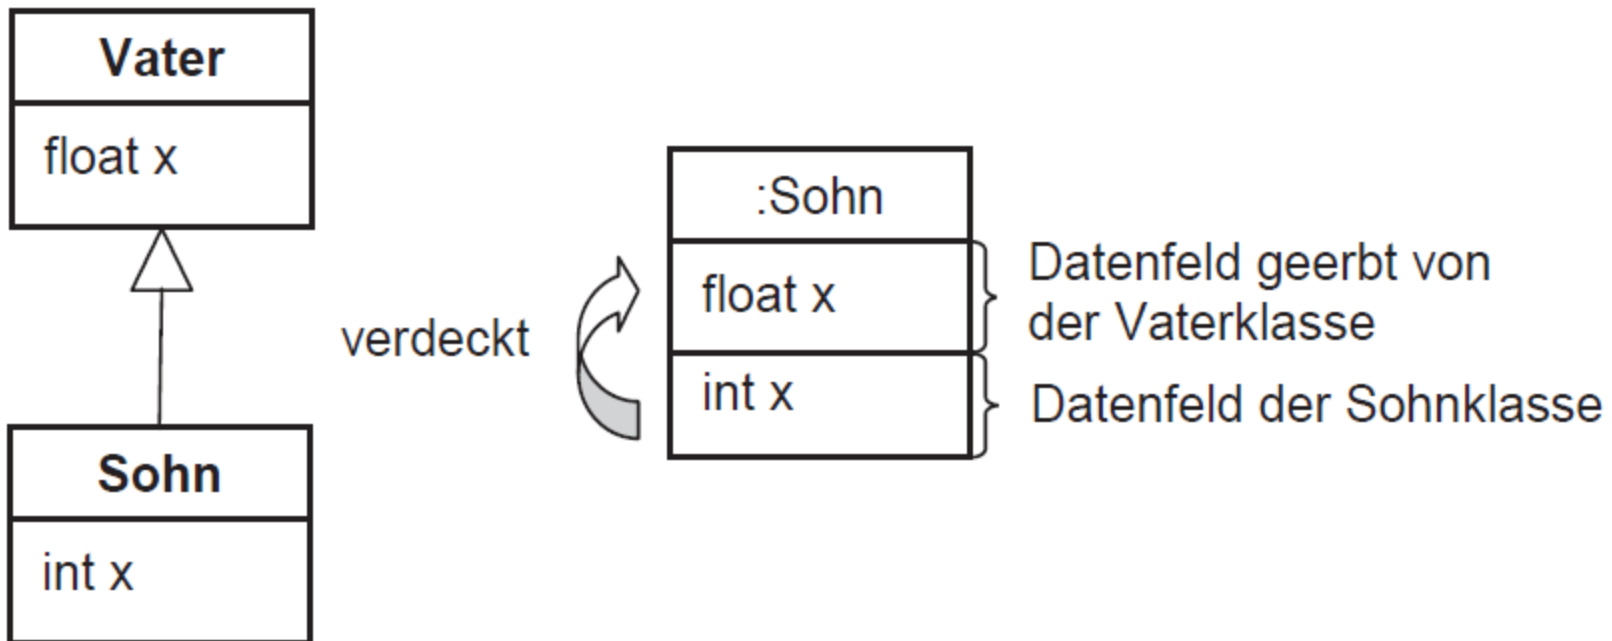 Vater
float x
Sohn
int x
verdeckt
:Sohn
float x
int x
Datenfeld geerbt von
der Vaterklasse
Datenfeld der Sohnklasse